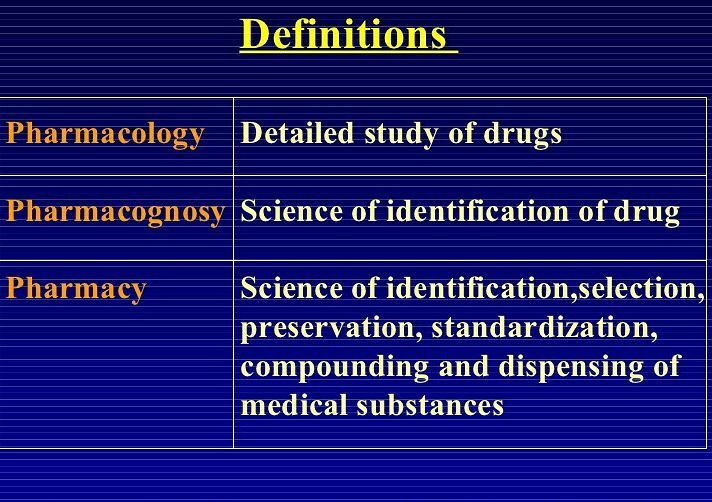 Definitions
Pharmacology Detailed study of drugs
Pharmacognosy Science of identification of drug
Pharmacy Science of identification,selection,
preservation, standardization,
compounding and dispensing of
medical substances